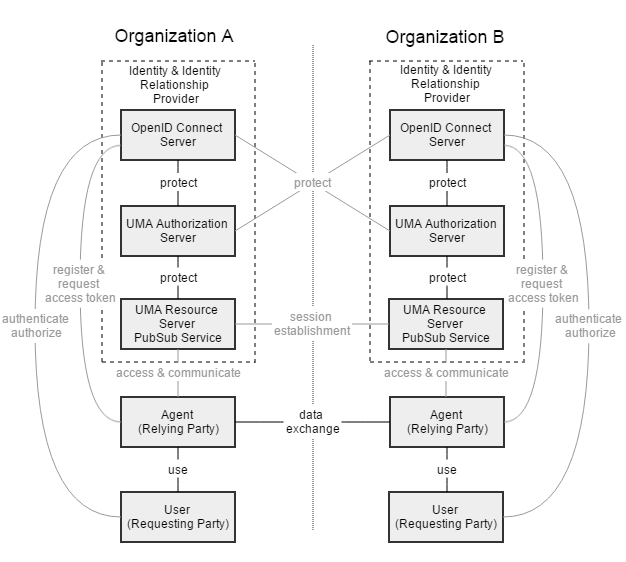 Organization A
Organization B
Identity & Identity
Relationship
Provider
Identity & Identity
Relationship
Provider
OpenID Connect
Server
OpenID Connect
Server
protect
protect
protect
UMA Authorization
Server
UMA Authorization
Server
protect
protect
register &
request
access token
register &
request
access token
authenticate
authorize
authenticate
authorize
UMA Resource
Server
PubSub Service
session
establishment
UMA Resource
Server
PubSub Service
access & communicate
access & communicate
Agent
(Relying Party)
data
exchange
Agent
(Relying Party)
use
use
User
(Requesting Party)
User
(Requesting Party)